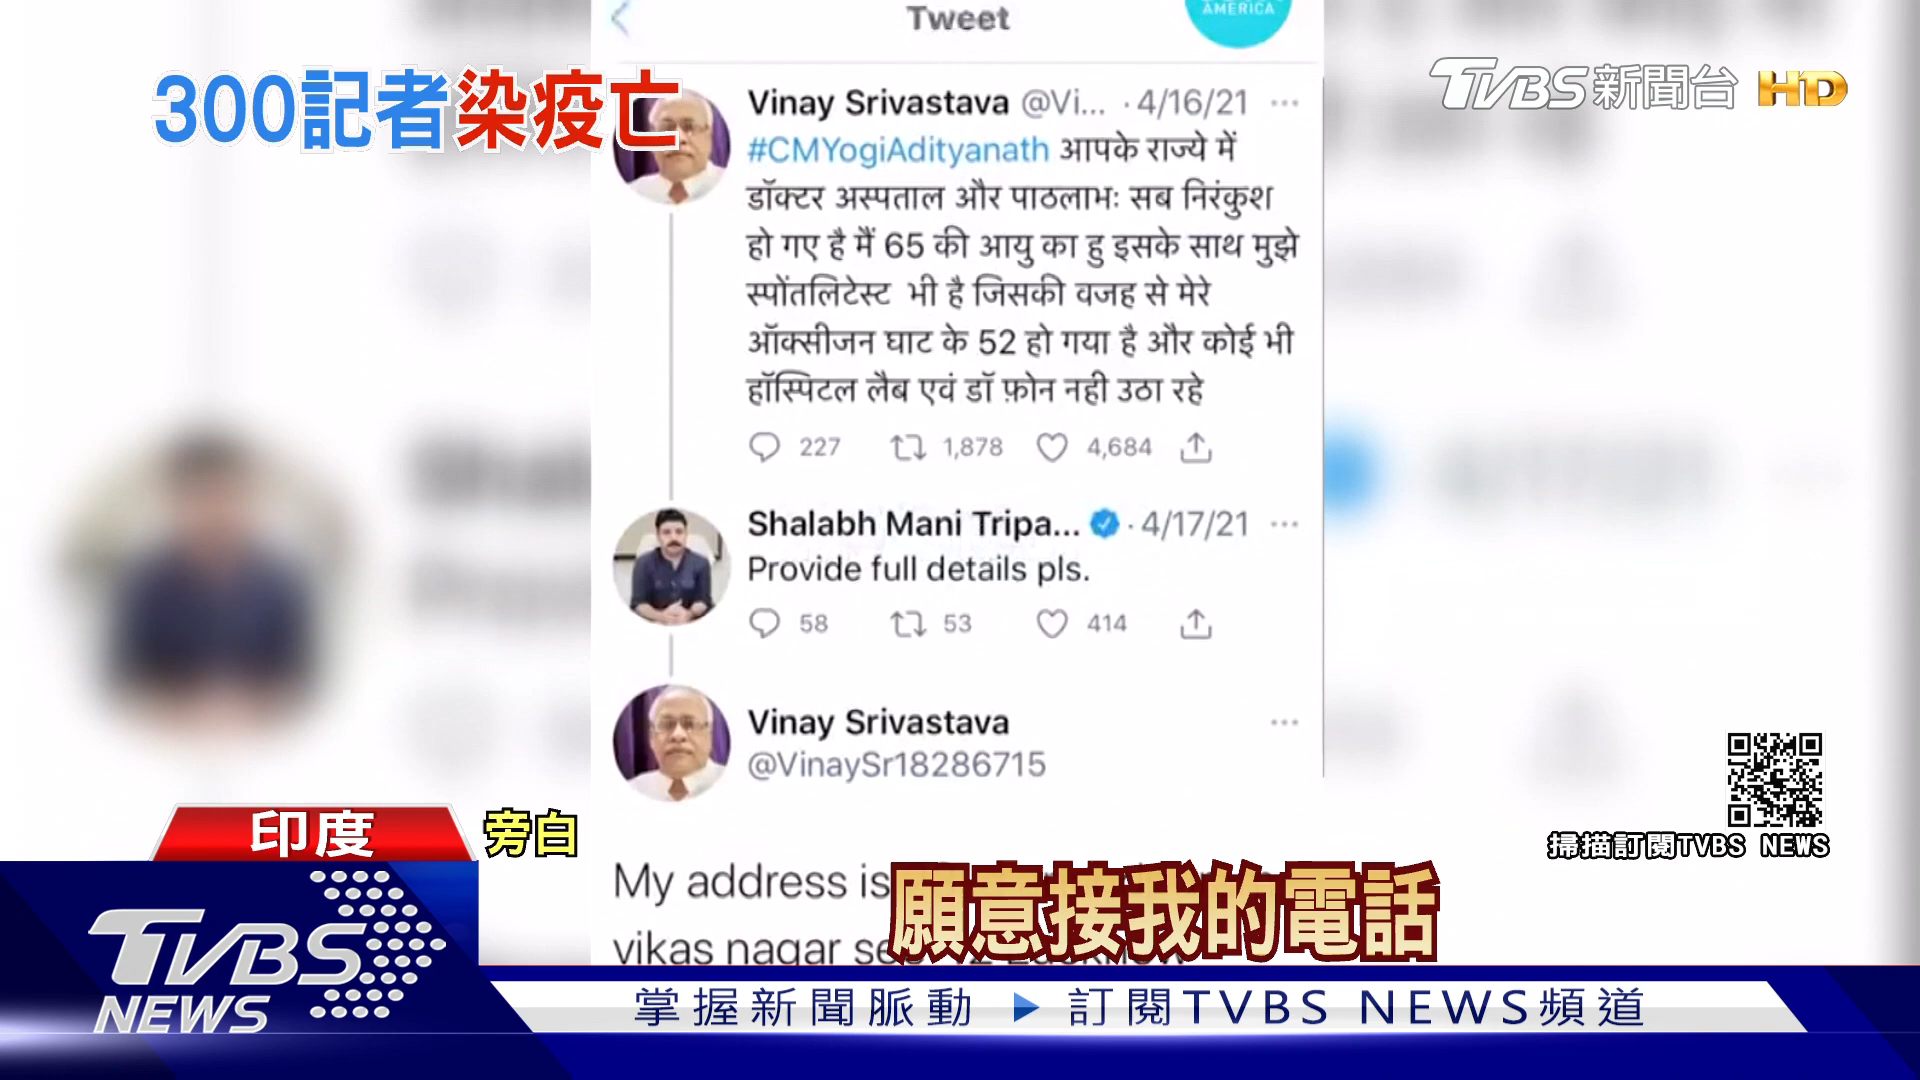 Tweet
AMERICA
300記者染疫亡
TVBS新聞台 HD
Vinay Srivastava @Vi... · 4/16/21
#CMYogiAdityanath आपके राज्ये में
डॉक्टर अस्पताल और पाठलाभः सब निरंकुश
हो गए है मैं 65 की आयु का हु इसके साथ मुझे
स्पोंतलिटेस्ट भी है जिसकी वजह से मेरे
ऑक्सीजन घाट के 52 हो गया है और कोई भी
हॉस्पिटल लैब एवं डॉ फ़ोन नही उठा रहे
227 1,878 4,684
Shalabh Mani Tripa... · 4/17/21
Provide full details pls.
58 53 414
Vinay Srivastava
@VinaySr18286715
My address is
vikas nagar
印度
旁白
願意接我的電話
掃描訂閱TVBS NEWS
TVBS
NEWS
掌握新聞脈動 ▶ 訂閱TVBS NEWS頻道